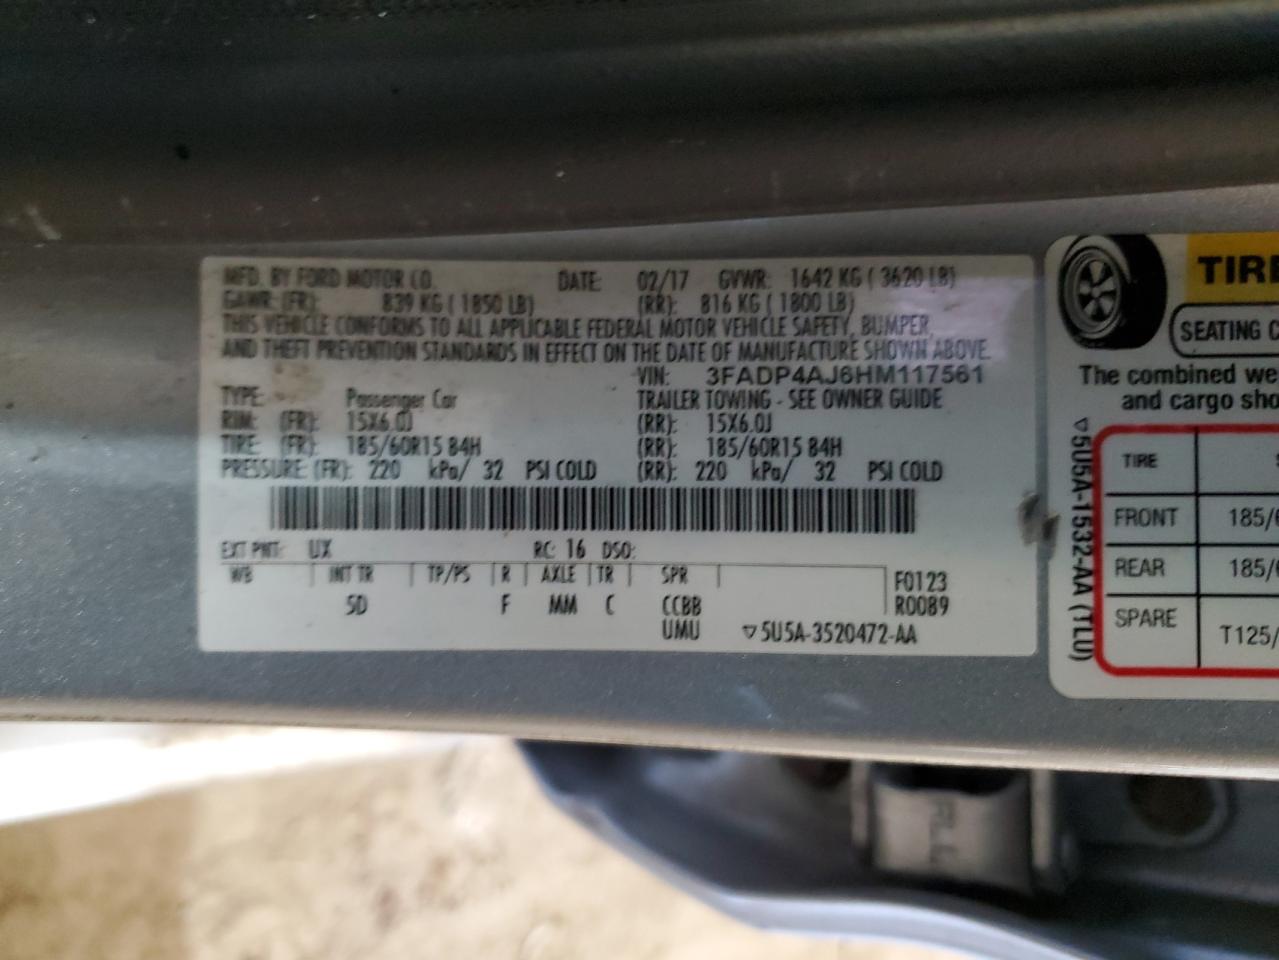 MFD. BY FORD MOTOR CO. DATE: 02/17 GVWR: 1642 KG ( 3620 LB)
GAWR: (FR): 839 KG ( 1850 LB) (RR): 816 KG ( 1800 LB)
THIS VEHICLE CONFORMS TO ALL APPLICABLE FEDERAL MOTOR VEHICLE SAFETY, BUMPER,
AND THEFT PREVENTION STANDARDS IN EFFECT ON THE DATE OF MANUFACTURE SHOWN ABOVE.
VIN: 3FADP4AJ6HM117561
TYPE: Passenger Car TRAILER TOWING - SEE OWNER GUIDE
RIM: (FR): 15X6.0J (RR): 15X6.0J
TIRE: (FR): 185/60R15 84H (RR): 185/60R15 84H
PRESSURE: (FR): 220 kPa/ 32 PSI COLD (RR): 220 kPa/ 32 PSI COLD
EXT PNT: UX RC: 16 DSO:
WB INT TR TP/PS R AXLE TR SPR F0123
5D F MM C CCBB R0089
UMU ▽5U5A-3520472-AA
TIRE
SEATING
The combined
and cargo
▽5U5A-1532-AA (TLU)
TIRE
FRONT 185/
REAR 185/
SPARE T125/